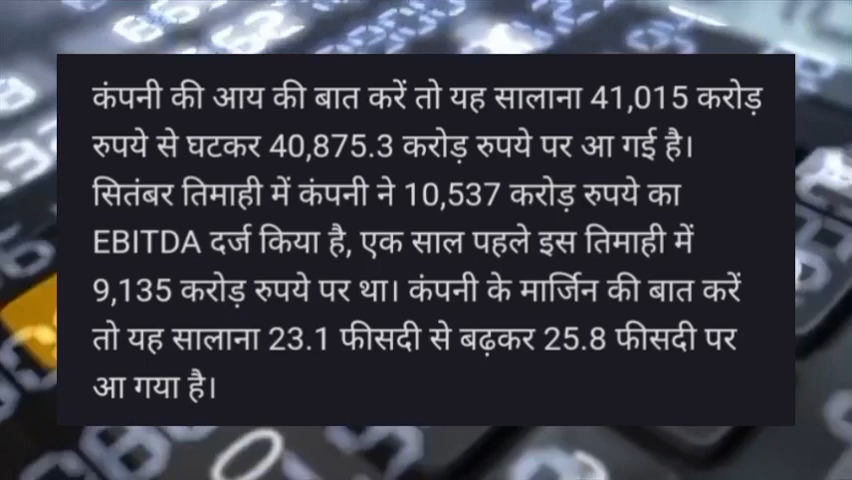 कंपनी की आय की बात करें तो यह सालाना 41,015 करोड़
रुपये से घटकर 40,875.3 करोड़ रुपये पर आ गई है।
सितंबर तिमाही में कंपनी ने 10,537 करोड़ रुपये का
EBITDA दर्ज किया है, एक साल पहले इस तिमाही में
9,135 करोड़ रुपये पर था। कंपनी के मार्जिन की बात करें
तो यह सालाना 23.1 फीसदी से बढ़कर 25.8 फीसदी पर
आ गया है।